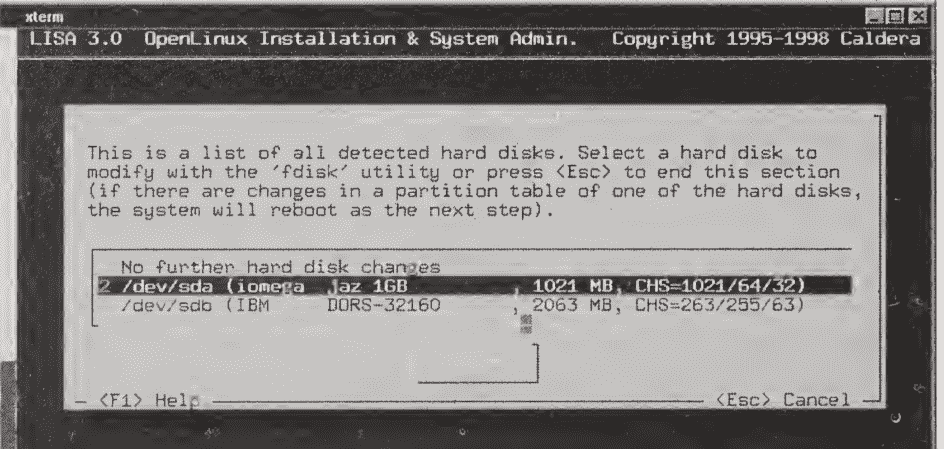 xterm
LISA 3.0 OpenLinux Installation & System Admin. Copyright 1995-1998 Caldera
This is a list of all detected hard disks. Select a hard disk to
modify with the 'fdisk' utility or press <Esc> to end this section
(if there are changes in a partition table of one of the hard disks,
the system will reboot as the next step).
No further hard disk changes
2 /dev/sda (iomega jaz 1GB , 1021 MB, CHS=1021/64/32)
/dev/sdb (IBM DORS-32160 , 2063 MB, CHS=263/255/63)
<F1> Help <Esc> Cancel